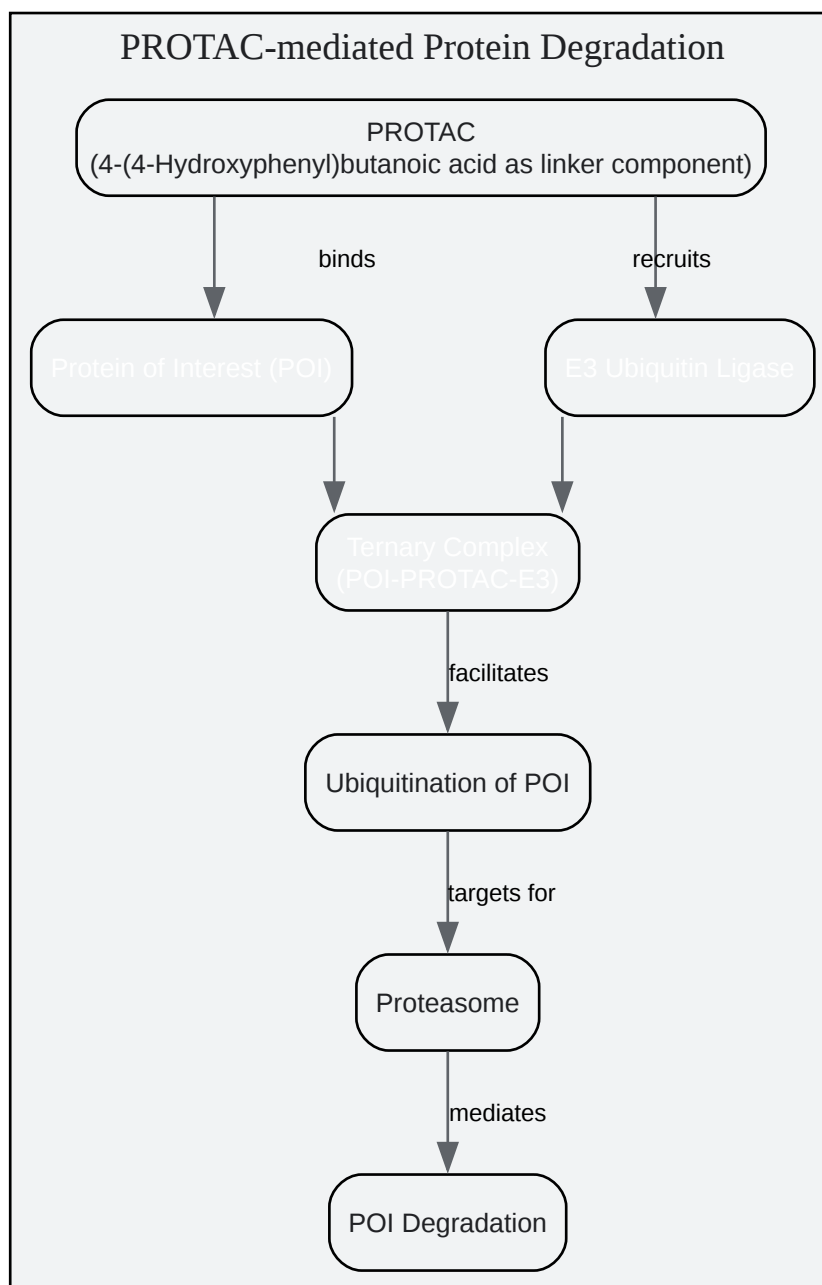 PROTAC-mediated Protein Degradation
PROTAC
(4-(4-Hydroxyphenyl)butanoic acid as linker component)
binds
recruits
Protein of Interest (POI)
E3 Ubiquitin Ligase
Ternary Complex
(POI-PROTAC-E3)
facilitates
Ubiquitination of POI
targets for
Proteasome
mediates
POI Degradation